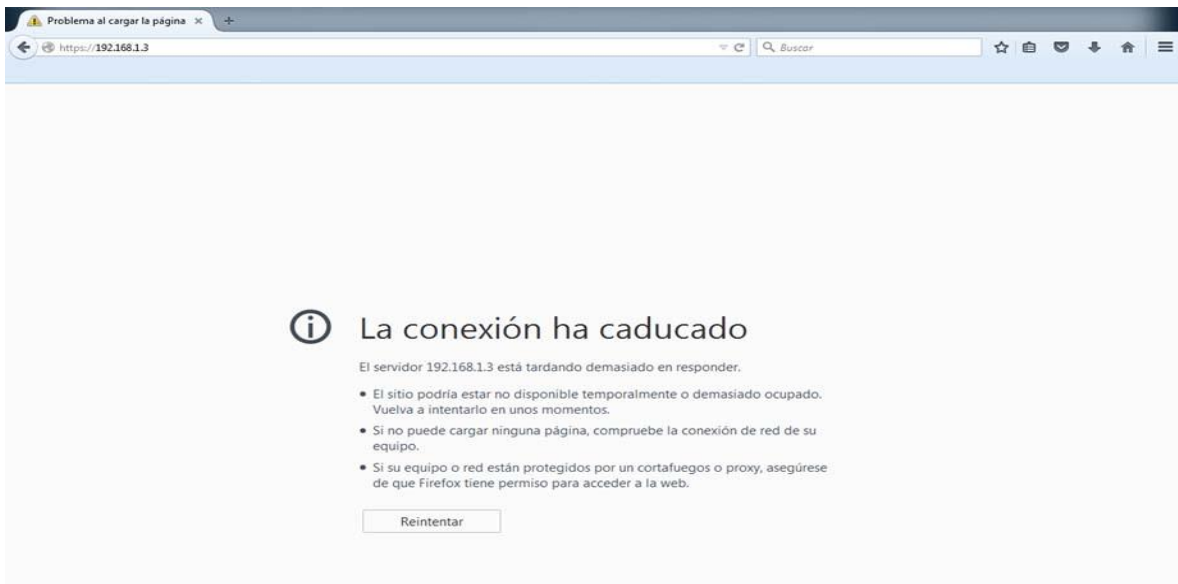 Problema al cargar la página
https://192.168.1.3
Buscar
La conexión ha caducado
El servidor 192.168.1.3 está tardando demasiado en responder.
• El sitio podría estar no disponible temporalmente o demasiado ocupado.
Vuelva a intentarlo en unos momentos.
• Si no puede cargar ninguna página, compruebe la conexión de red de su
equipo.
• Si su equipo o red están protegidos por un cortafuegos o proxy, asegúrese
de que Firefox tiene permiso para acceder a la web.
Reintentar